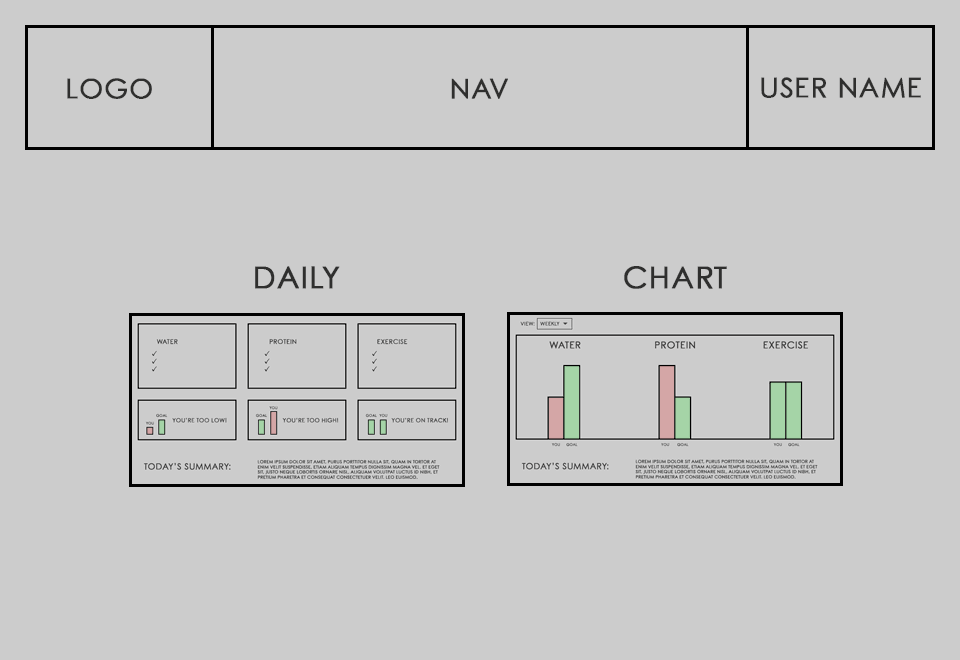 LOGO
NAV
USER NAME
DAILY
WATER
PROTEIN
EXERCISE
YOU
GOAL
YOU'RE TOO LOW!
GOAL
YOU
YOU'RE TOO HIGH!
GOAL
YOU
YOU'RE ON TRACK!
TODAY'S SUMMARY:
LOREM IPSUM DOLOR SIT AMET, PURUS PORTTITOR NULLA SIT, QUAM IN TORTOR AT
ENIM VELIT SUSPENDISSE, ETIAM ALIQUAM TEMPUS DIGNISSIM MAGNA VEL, ET EGET
SIT, JUSTO NEQUE LOBORTIS ORNARE NISL, ALIQUAM VOLUTPAT LUCTUS ID NIBH, ET
PRETIUM PHARETRA ET CONSEQUAT CONSECTETUER VELIT, LEO EUISMOD.
CHART
VIEW:
WEEKLY
WATER
PROTEIN
EXERCISE
YOU
GOAL
YOU
GOAL
YOU
GOAL
TODAY'S SUMMARY:
LOREM IPSUM DOLOR SIT AMET, PURUS PORTTITOR NULLA SIT, QUAM IN TORTOR AT
ENIM VELIT SUSPENDISSE, ETIAM ALIQUAM TEMPUS DIGNISSIM MAGNA VEL, ET EGET
SIT, JUSTO NEQUE LOBORTIS ORNARE NISL, ALIQUAM VOLUTPAT LUCTUS ID NIBH, ET
PRETIUM PHARETRA ET CONSEQUAT CONSECTETUER VELIT, LEO EUISMOD.